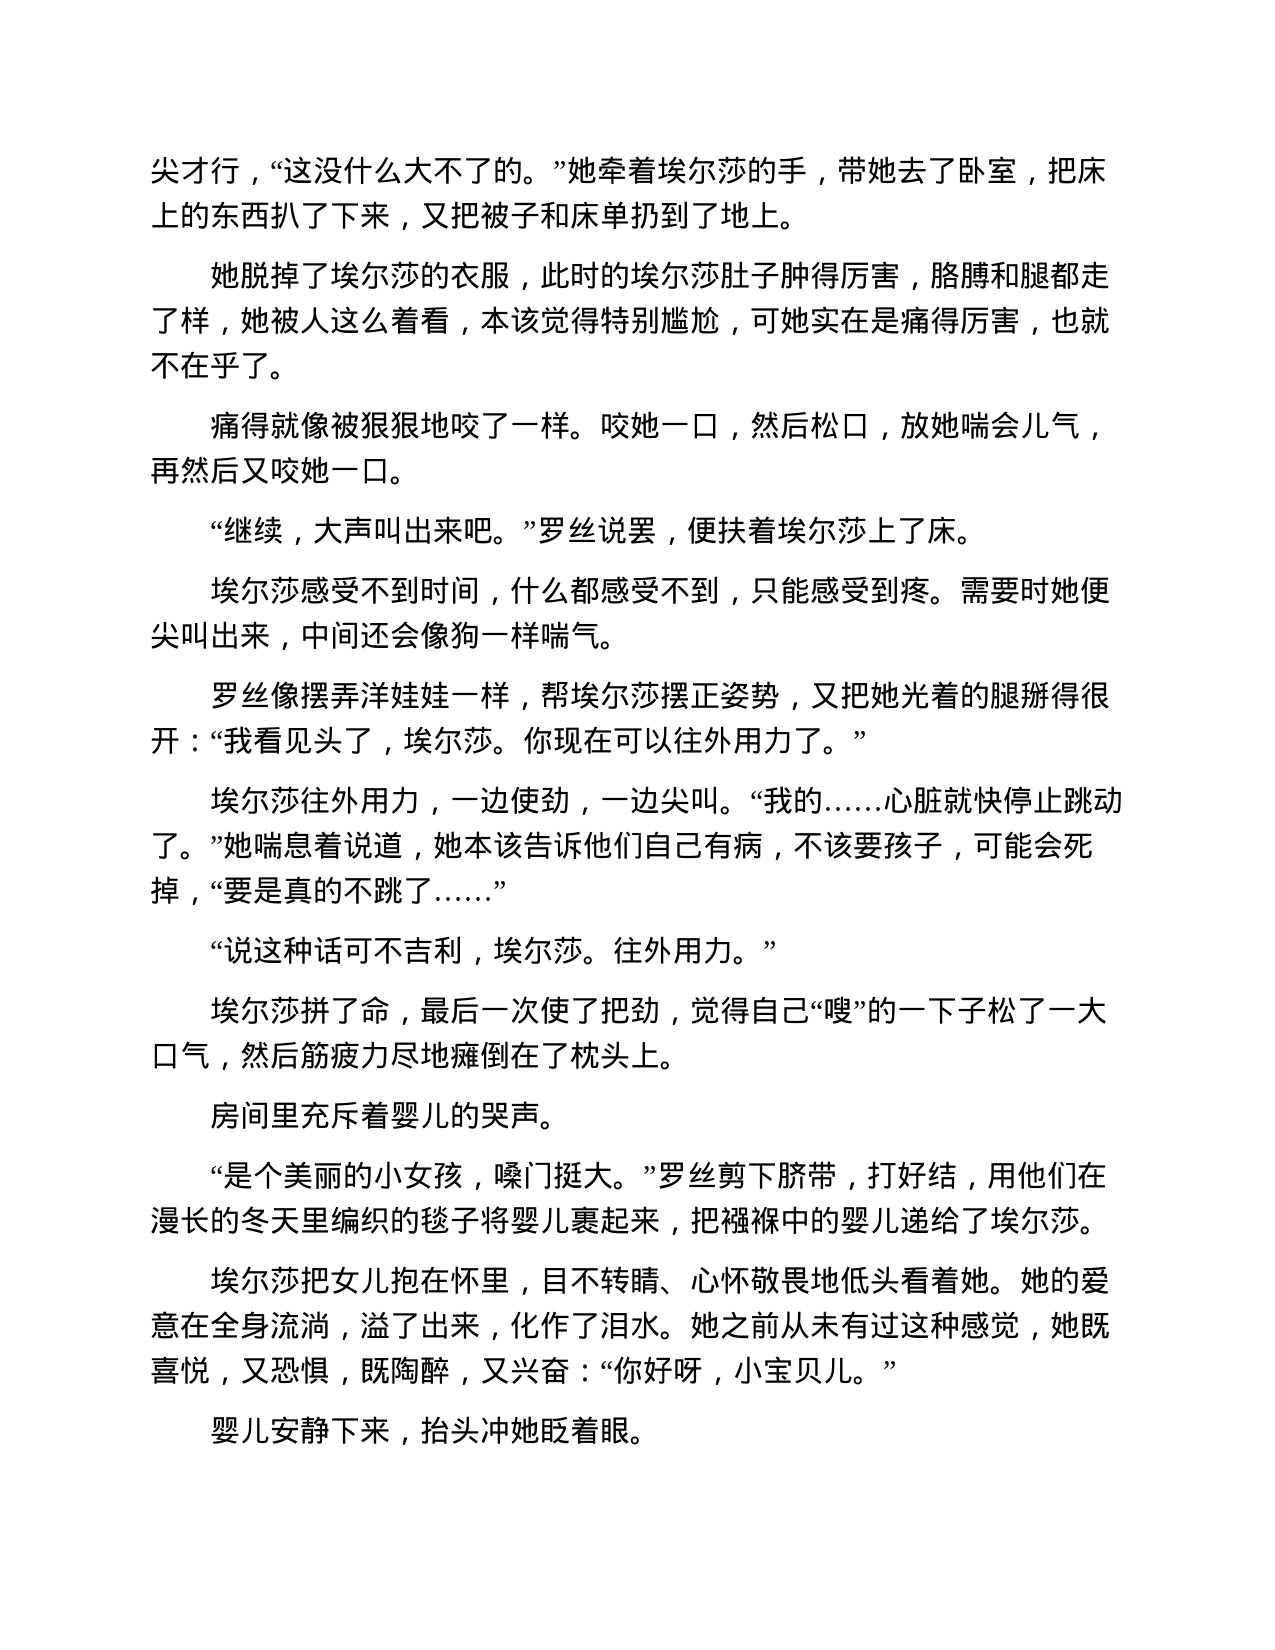 尖才行，“这没什么大不了的。”她牵着埃尔莎的手，带她去了卧室，把床
上的东西扒了下来，又把被子和床单扔到了地上。
她脱掉了埃尔莎的衣服，此时的埃尔莎肚子肿得厉害，胳膊和腿都走
了样，她被人这么着看，本该觉得特别尴尬，可她实在是痛得厉害，也就
不在乎了。
痛得就像被狠狠地咬了一样。咬她一口，然后松口，放她喘会儿气，
再然后又咬她一口。
“继续，大声叫出来吧。”罗丝说罢，便扶着埃尔莎上了床。
埃尔莎感受不到时间，什么都感受不到，只能感受到疼。需要时她便
尖叫出来，中间还会像狗一样喘气。
罗丝像摆弄洋娃娃一样，帮埃尔莎摆正姿势，又把她光着的腿掰得很
开：“我看见头了，埃尔莎。你现在可以往外用力了。”
埃尔莎往外用力，一边使劲，一边尖叫。“我的……心脏就快停止跳动
了。”她喘息着说道，她本该告诉他们自己有病，不该要孩子，可能会死
掉，“要是真的不跳了……”
“说这种话可不吉利，埃尔莎。往外用力。”
埃尔莎拼了命，最后一次使了把劲，觉得自己“嗖”的一下子松了一大
口气，然后筋疲力尽地瘫倒在了枕头上。
房间里充斥着婴儿的哭声。
“是个美丽的小女孩，嗓门挺大。”罗丝剪下脐带，打好结，用他们在
漫长的冬天里编织的毯子将婴儿裹起来，把襁褓中的婴儿递给了埃尔莎。
埃尔莎把女儿抱在怀里，目不转睛、心怀敬畏地低头看着她。她的爱
意在全身流淌，溢了出来，化作了泪水。她之前从未有过这种感觉，她既
喜悦，又恐惧，既陶醉，又兴奋：“你好呀，小宝贝儿。”
婴儿安静下来，抬头冲她眨着眼。